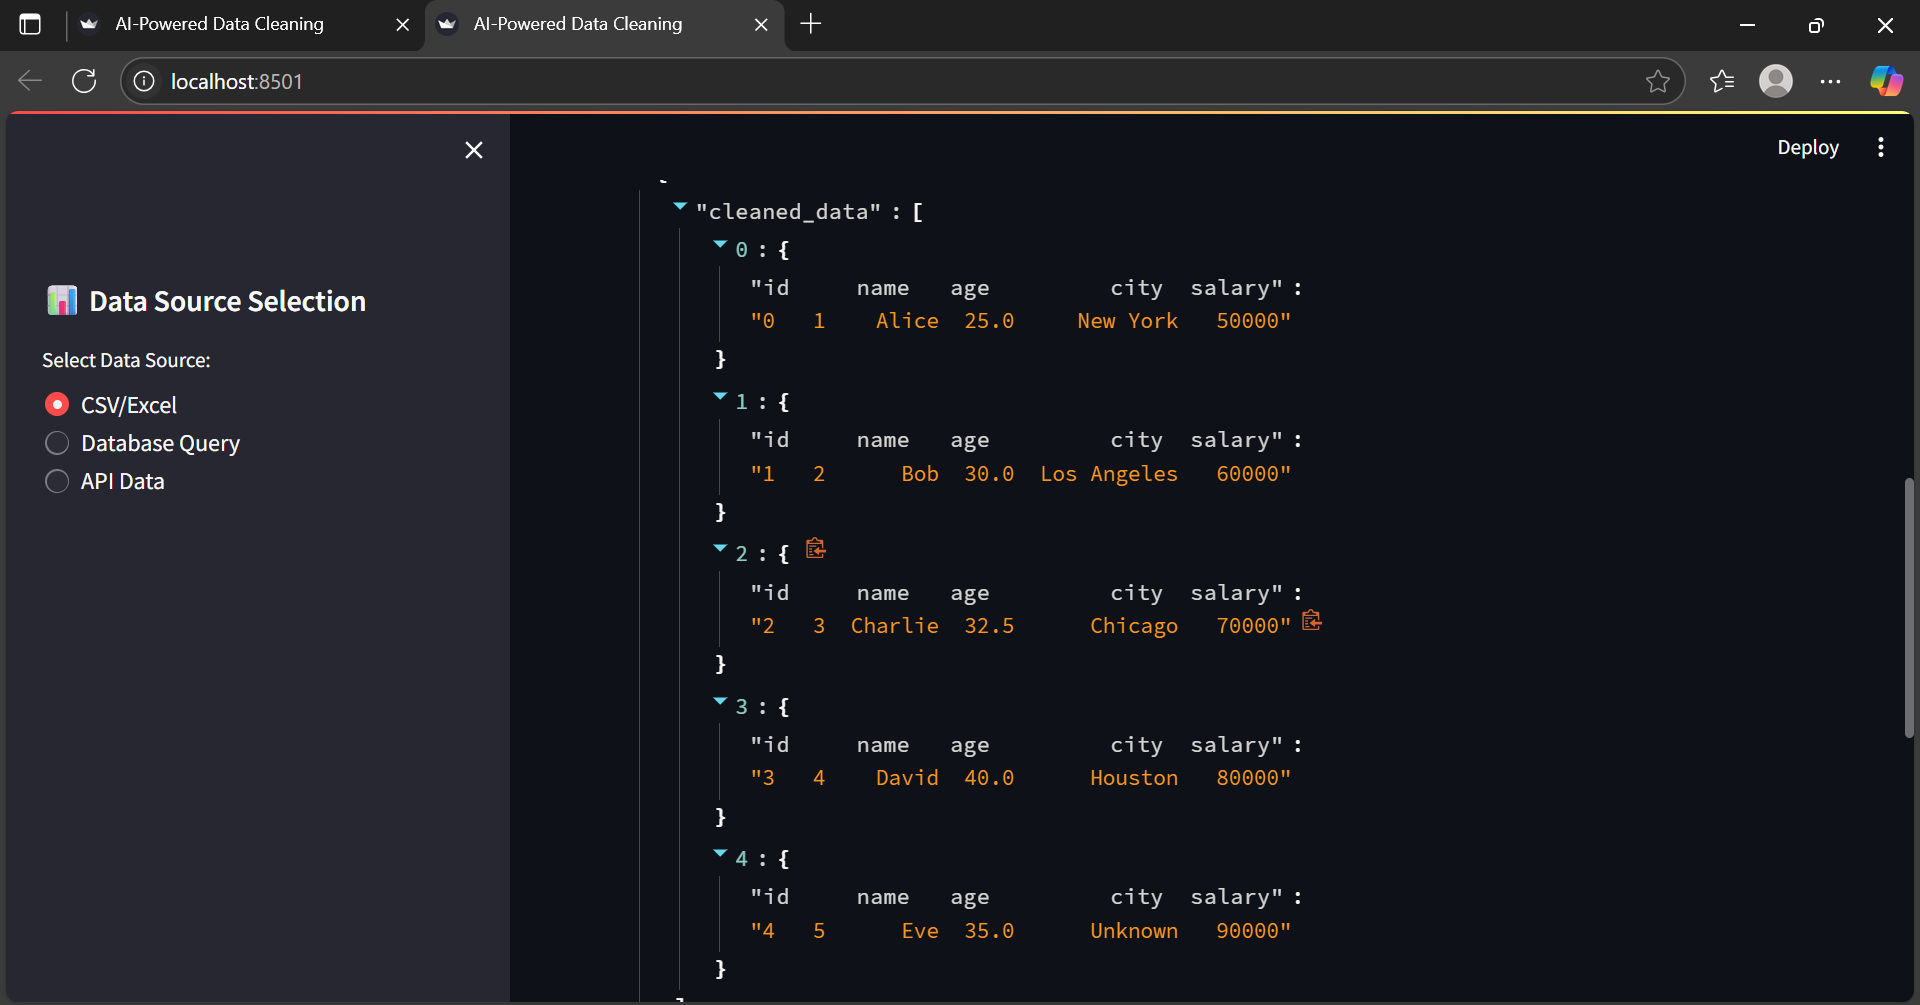 AI-Powered Data Cleaning
AI-Powered Data Cleaning
localhost:8501
Deploy
Data Source Selection
Select Data Source:
CSV/Excel
Database Query
API Data
"cleaned_data" : [
0 : {
"id name age city salary" :
"0 1 Alice 25.0 New York 50000"
}
1 : {
"id name age city salary" :
"1 2 Bob 30.0 Los Angeles 60000"
}
2 : {
"id name age city salary" :
"2 3 Charlie 32.5 Chicago 70000"
}
3 : {
"id name age city salary" :
"3 4 David 40.0 Houston 80000"
}
4 : {
"id name age city salary" :
"4 5 Eve 35.0 Unknown 90000"
}